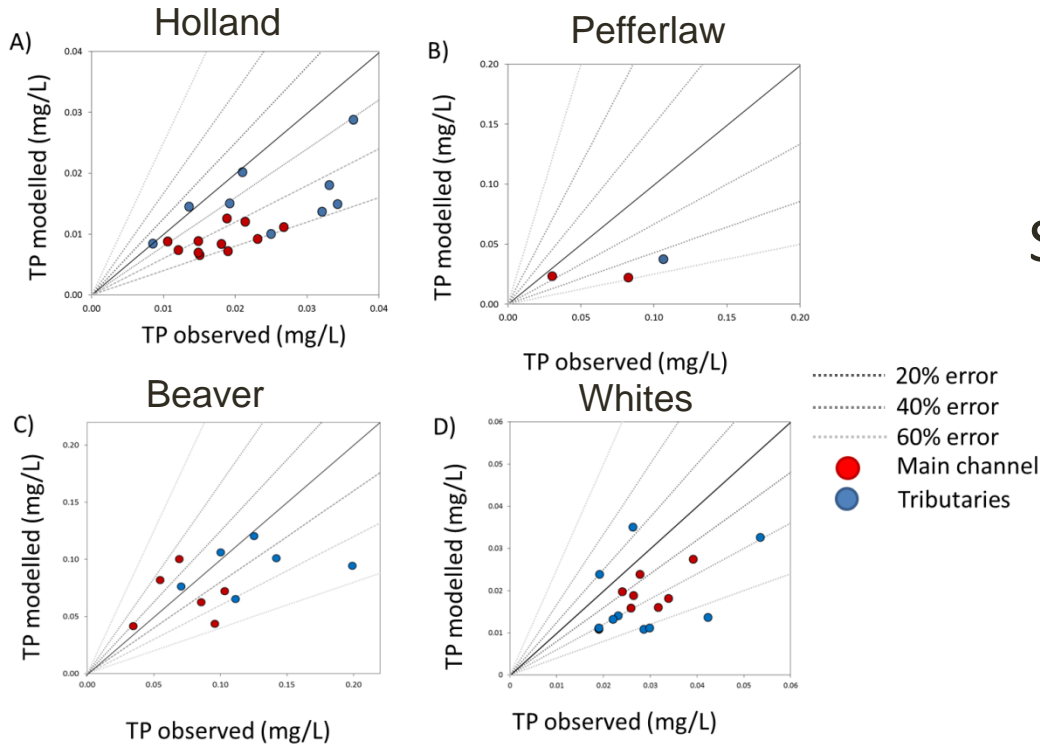 Holland
Pefferlaw
A)
B)
TP modelled (mg/L)
0.04
0.03
0.02
0.01
0.00
0.00
0.01
0.02
0.03
0.04
TP observed (mg/L)
TP modelled (mg/L)
0.20
0.15
0.10
0.05
0.00
0.00
0.05
0.10
0.15
0.20
TP observed (mg/L)
S
Beaver
Whites
C)
D)
TP modelled (mg/L)
0.20
0.15
0.10
0.05
0.00
0.00
0.05
0.10
0.15
0.20
TP observed (mg/L)
TP modelled (mg/L)
0.06
0.05
0.04
0.03
0.02
0.01
0
0
0.01
0.02
0.03
0.04
0.05
0.06
TP observed (mg/L)
20% error
40% error
60% error
Main channel
Tributaries